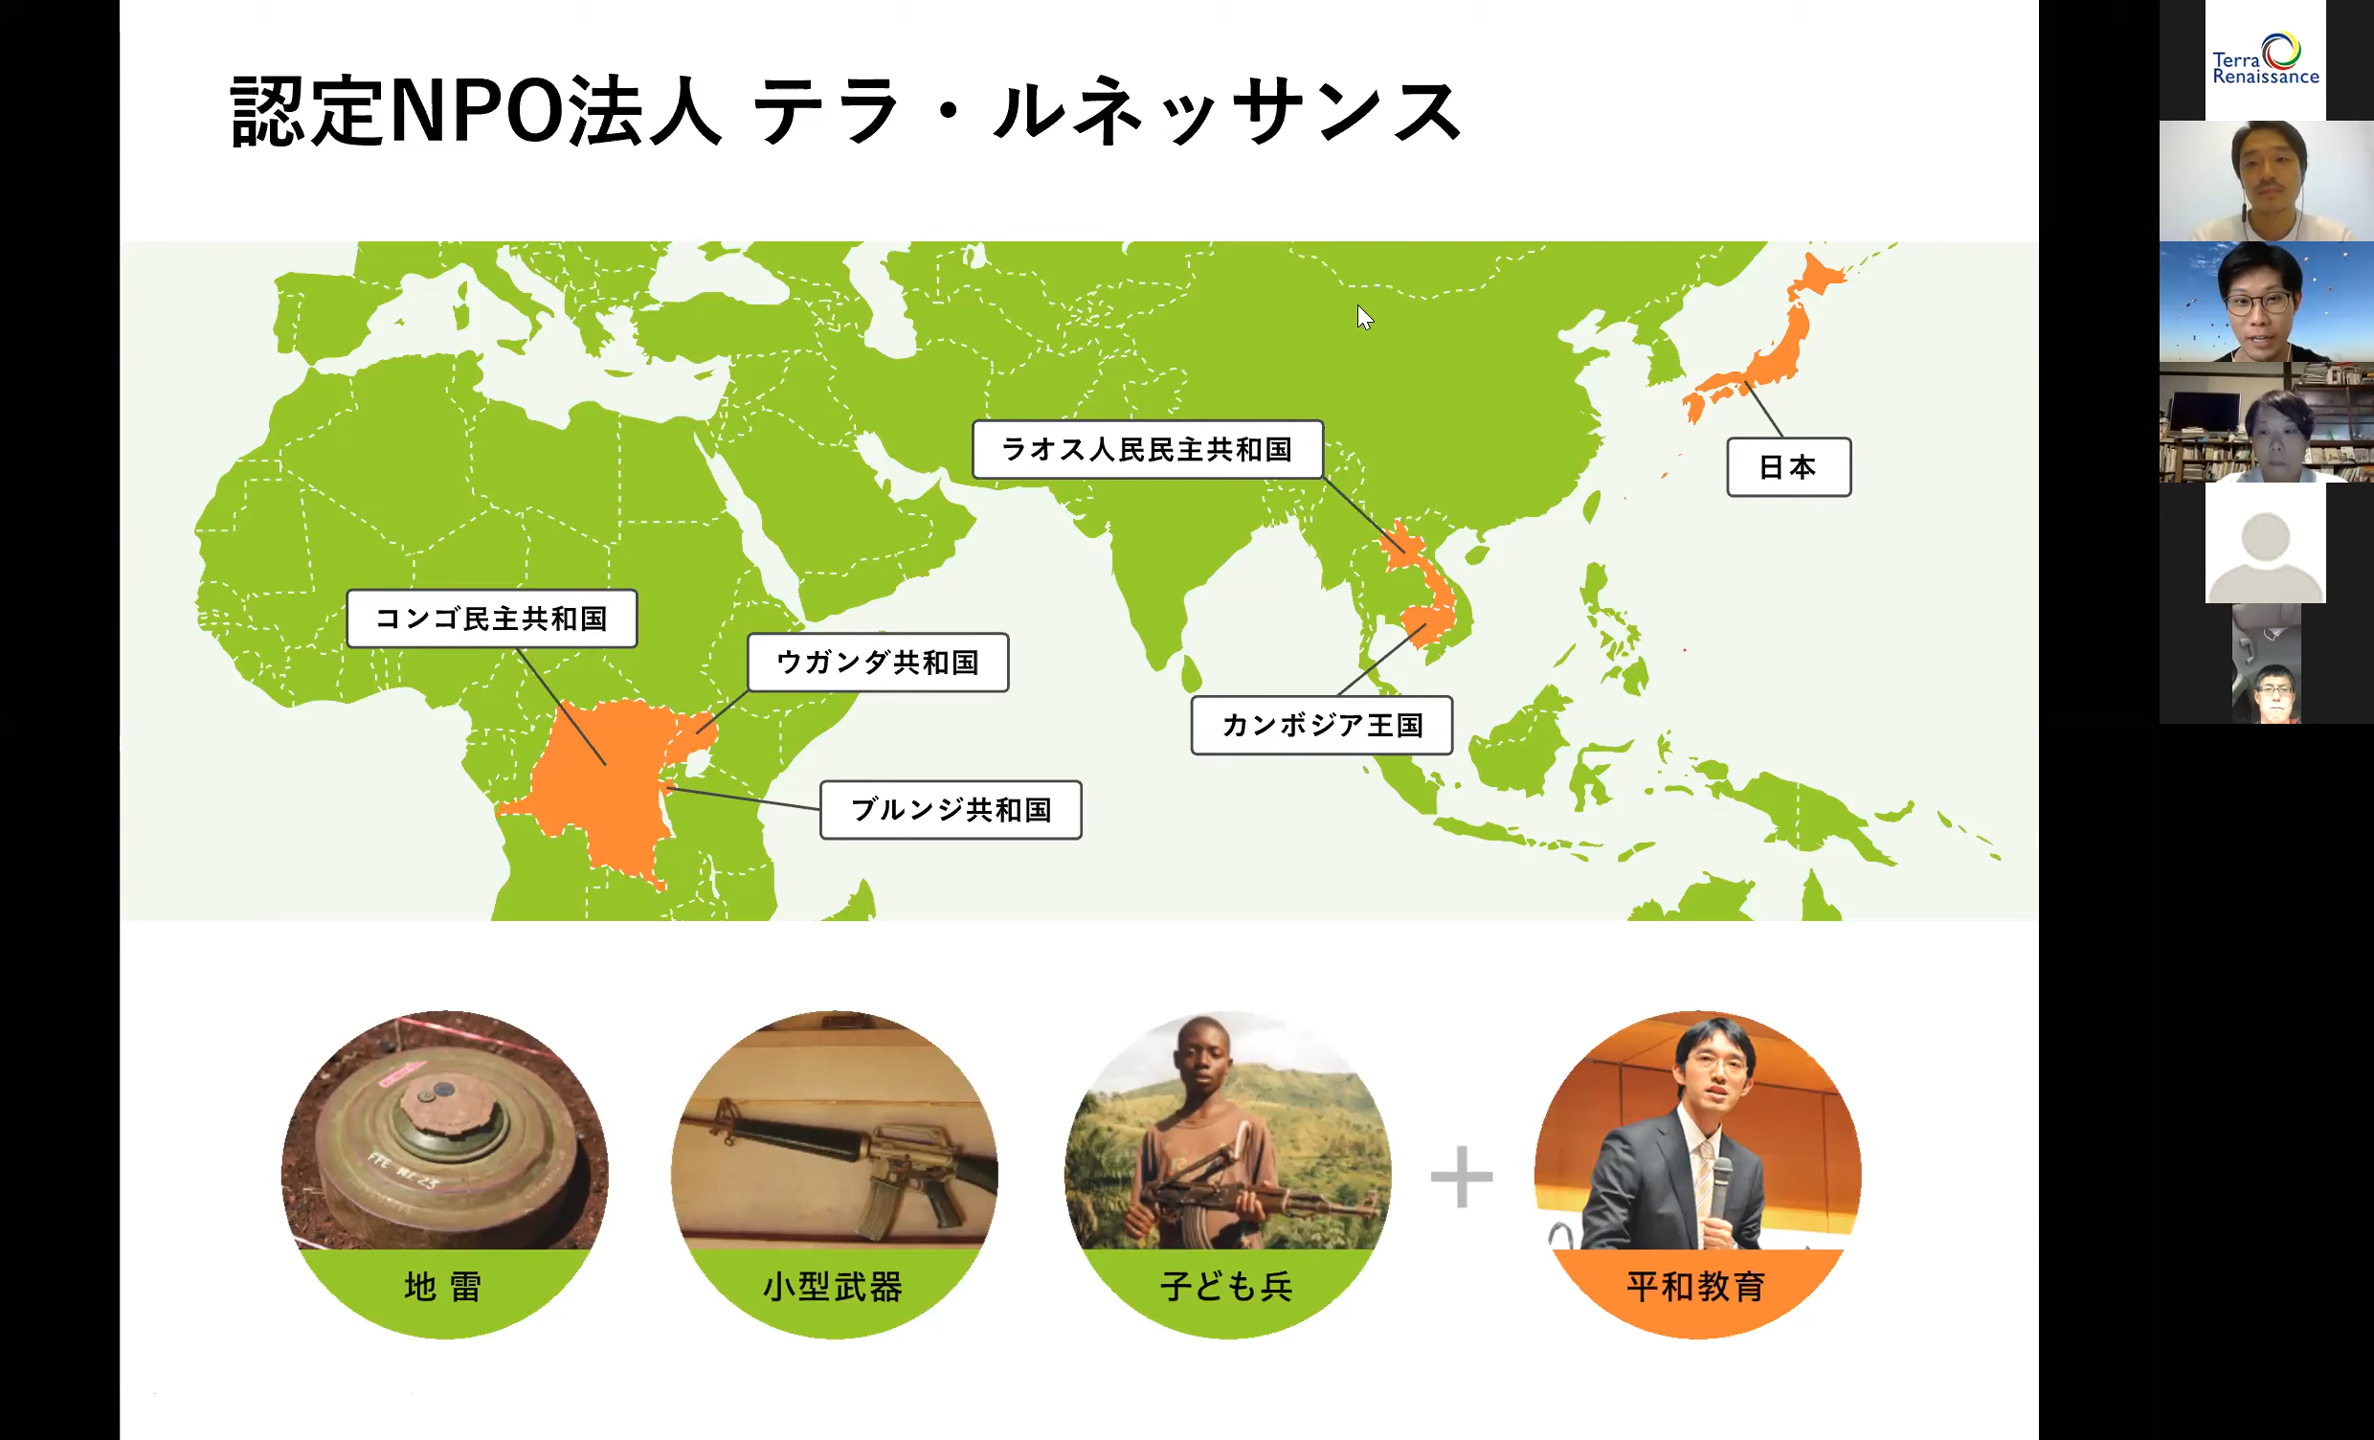 認定NPO法人 テラ・ルネッサンス
Terra
Renaissance
ラオス人民民主共和国
日本
コンゴ民主共和国
ウガンダ共和国
カンボジア王国
ブルンジ共和国
FFE W/ 23
地 雷
小型武器
子ども兵
+
平和教育